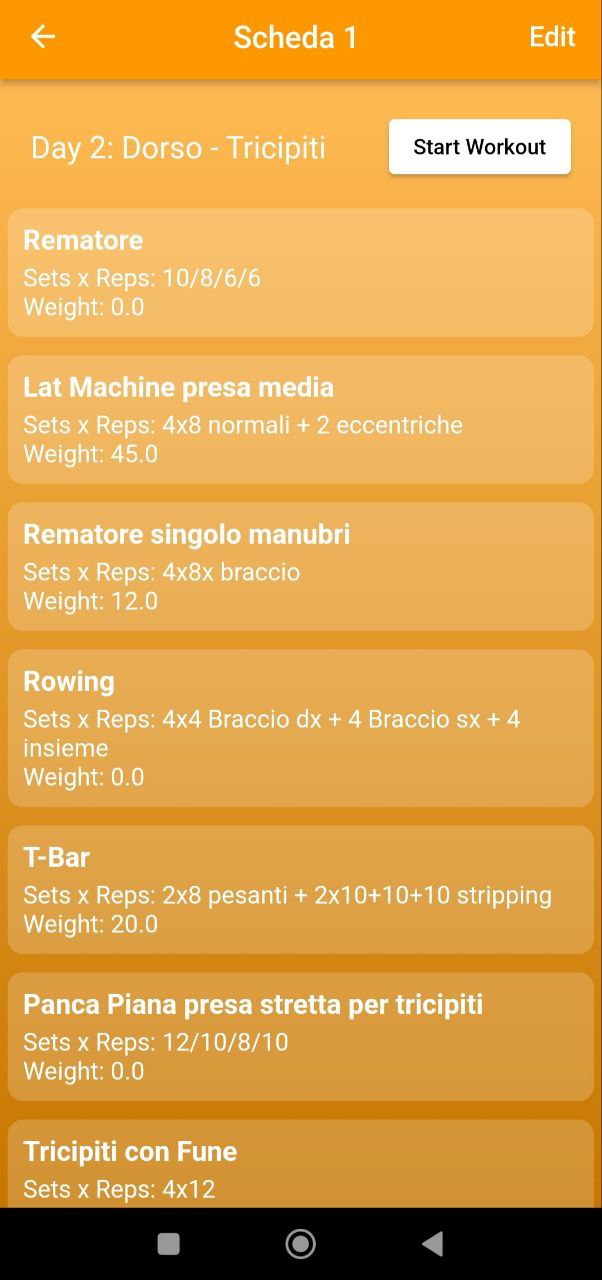 Scheda 1
Edit
Day 2: Dorso - Tricipiti
Start Workout
Rematore
Sets x Reps: 10/8/6/6
Weight: 0.0
Lat Machine presa media
Sets x Reps: 4x8 normali + 2 eccentriche
Weight: 45.0
Rematore singolo manubri
Sets x Reps: 4x8x braccio
Weight: 12.0
Rowing
Sets x Reps: 4x4 Braccio dx + 4 Braccio sx + 4
insieme
Weight: 0.0
T-Bar
Sets x Reps: 2x8 pesanti + 2x10+10+10 stripping
Weight: 20.0
Panca Piana presa stretta per tricipiti
Sets x Reps: 12/10/8/10
Weight: 0.0
Tricipiti con Fune
Sets x Reps: 4x12